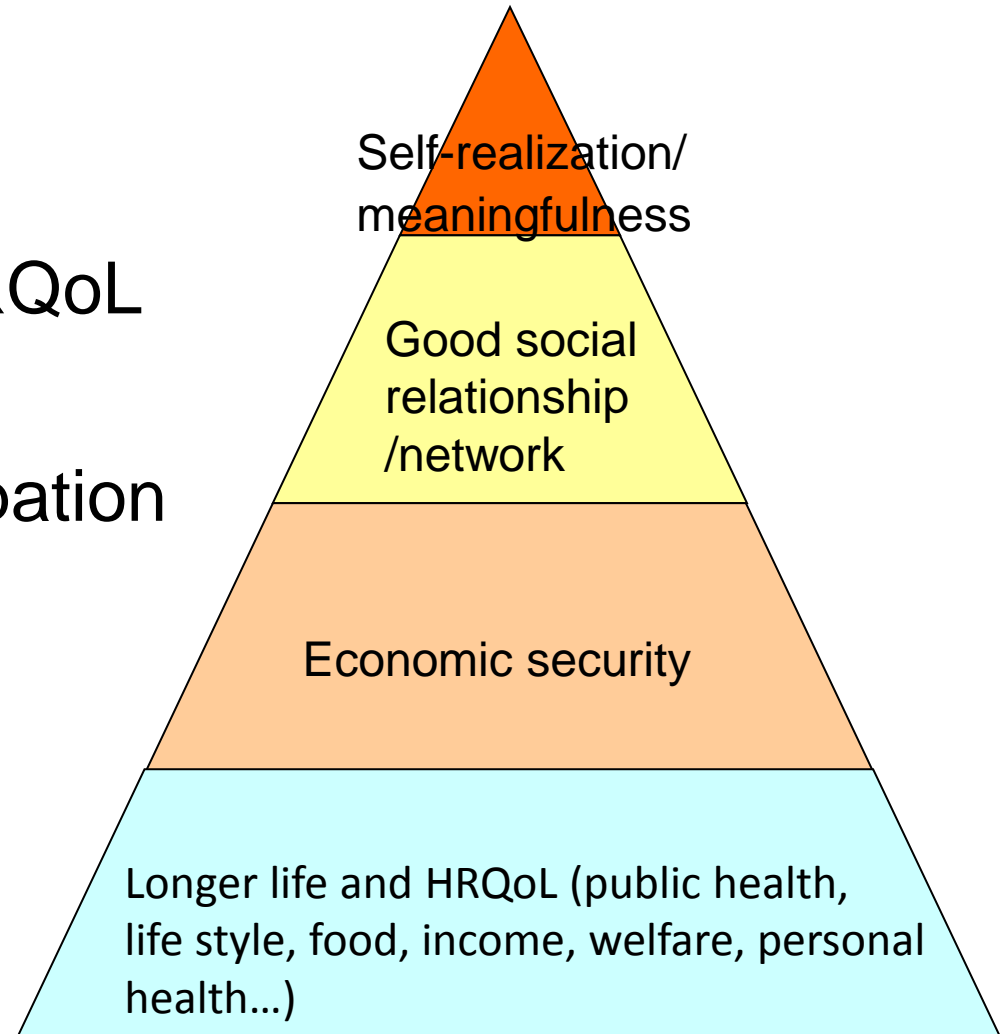 Self-realization/
meaningfulness
QoL
Good social
relationship
/network
pation
Economic security
Longer life and HRQoL (public health,
life style, food, income, welfare, personal
health…)